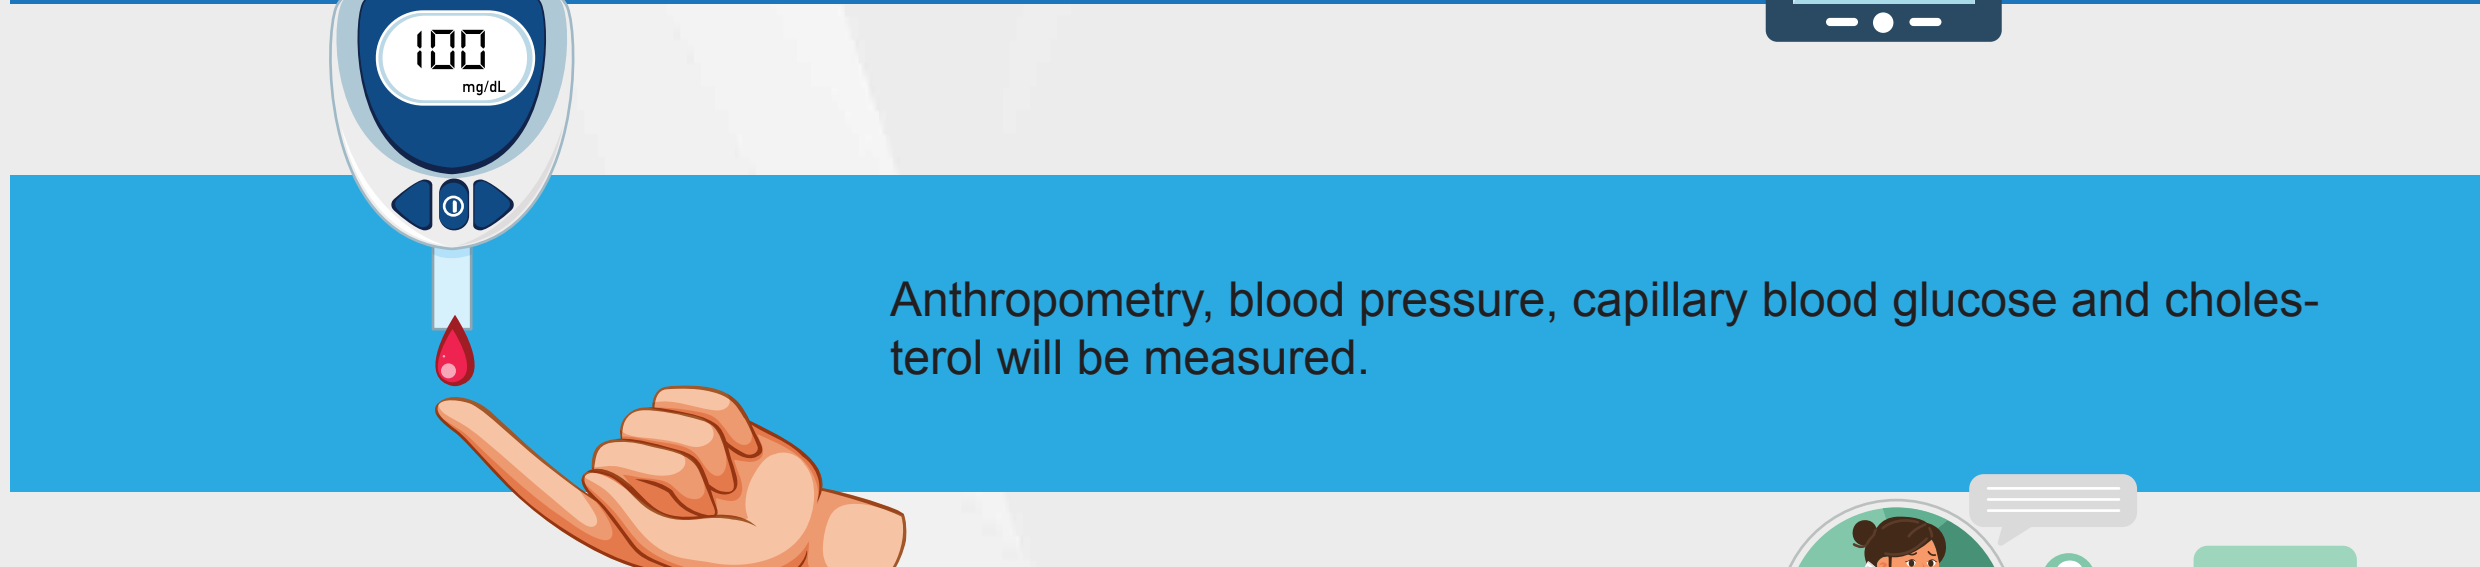 100
mg/dL
Anthropometry, blood pressure, capillary blood glucose and choles-
terol will be measured.